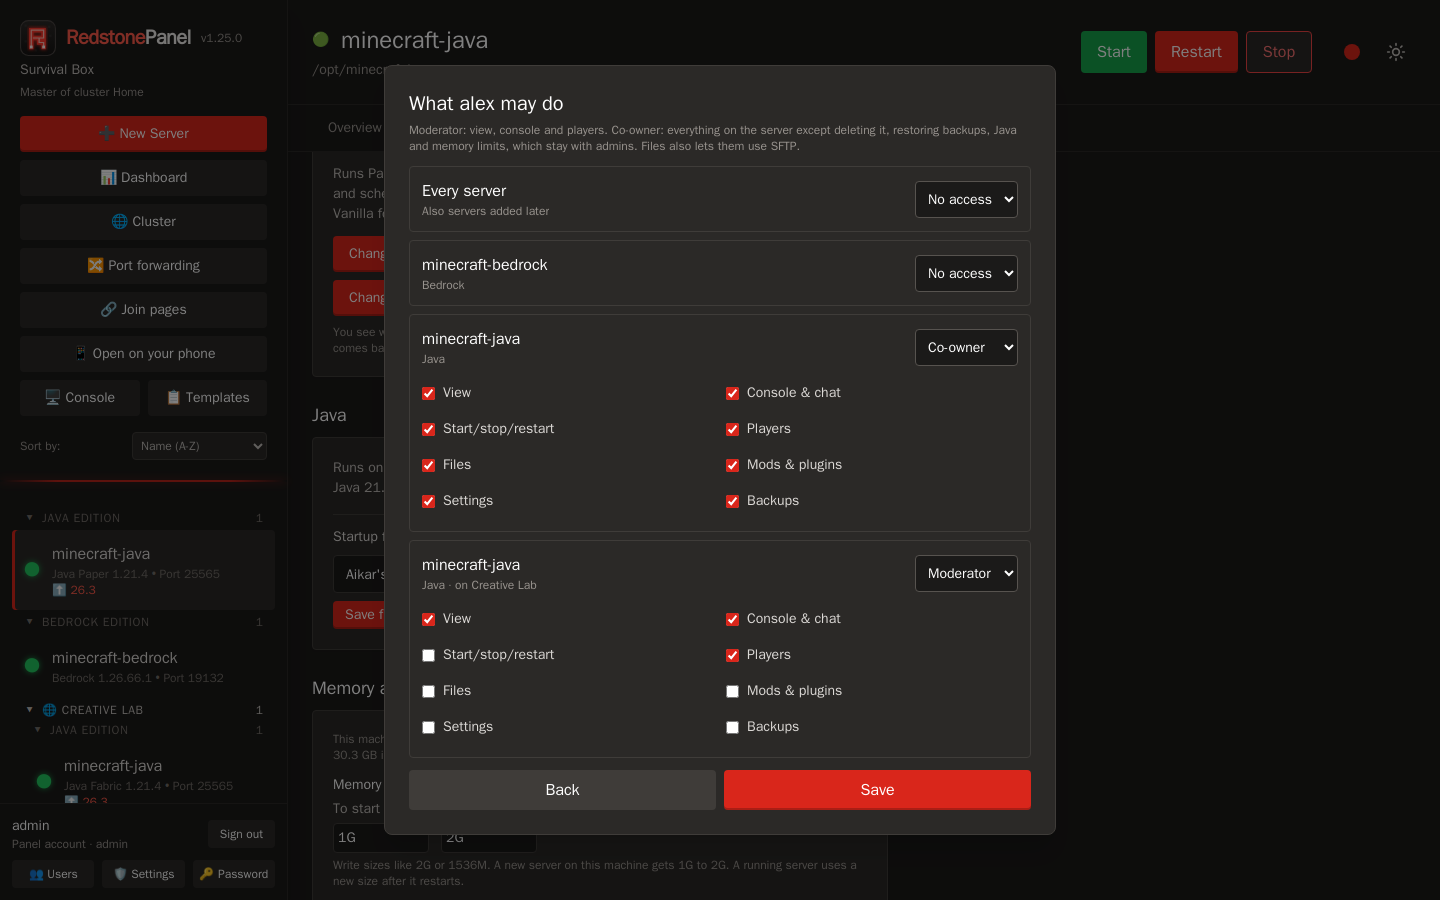 RedstonePanel v1.25.0
Survival Box
Master of cluster Home
➕ New Server
📊 Dashboard
🌐 Cluster
🔀 Port forwarding
🔗 Join pages
📱 Open on your phone
🖥️ Console
📋 Templates
Sort by:
Name (A-Z)
JAVA EDITION 1
minecraft-java
Java Paper 1.21.4 • Port 25565
⬆️ 26.3
BEDROCK EDITION 1
minecraft-bedrock
Bedrock 1.26.66.1 • Port 19132
🌐 CREATIVE LAB 1
JAVA EDITION 1
minecraft-java
Java Fabric 1.21.4 • Port 25565
⬆️ 26.3
admin
Panel account · admin
Sign out
👥 Users
🛡️ Settings
🔑 Password
minecraft-java
Start
Restart
Stop
Overview
Runs
and
Vanilla
You see
Java
Runs on
Java 21.
Startup
Aikar's
Save
Memory
30.3 GB
Memory
To start
1G
2G
Write sizes like 2G or 1536M. A new server on this machine gets 1G to 2G. A running server uses a
new size after it restarts.
What alex may do
Moderator: view, console and players. Co-owner: everything on the server except deleting it, restoring backups, Java
and memory limits, which stay with admins. Files also lets them use SFTP.
Every server
Also servers added later
No access
minecraft-bedrock
Bedrock
No access
minecraft-java
Java
Co-owner
View
Console & chat
Start/stop/restart
Players
Files
Mods & plugins
Settings
Backups
minecraft-java
Java · on Creative Lab
Moderator
View
Console & chat
Start/stop/restart
Players
Files
Mods & plugins
Settings
Backups
Back
Save